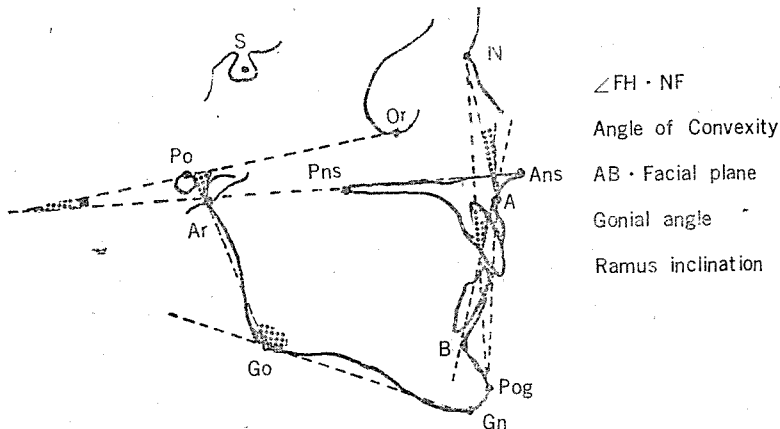 S
N
Or
Po
Pns
Ans
A
Ar
B
Go
Pog
Gn
∠FH・NF
Angle of Convexity
AB・Facial plane
Gonial angle
Ramus inclination